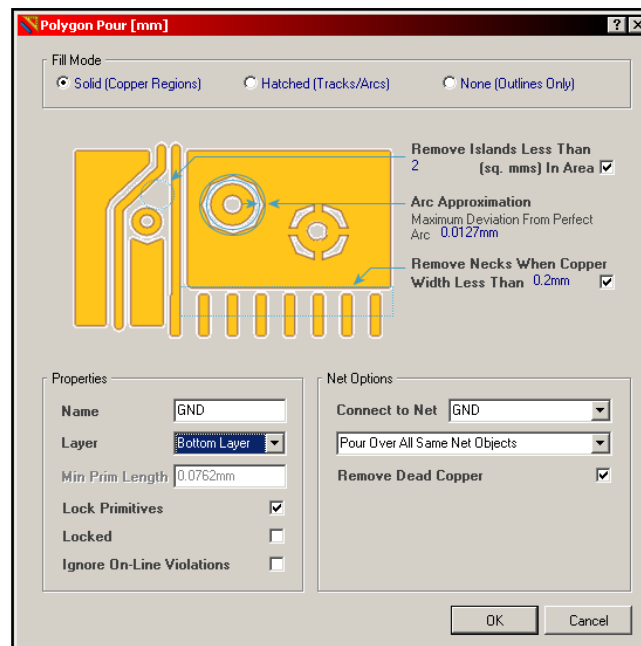 Polygon Pour [mm]
Fill Mode
Solid (Copper Regions)
Hatched (Tracks/Arcs)
None (Outlines Only)
Remove Islands Less Than
2 (sq. mms) In Area
Arc Approximation
Maximum Deviation From Perfect
Arc 0.0127mm
Remove Necks When Copper
Width Less Than 0.2mm
Properties
Name GND
Layer Bottom Layer
Min Prim Length 0.0762mm
Lock Primitives
Locked
Ignore On-Line Violations
Net Options
Connect to Net GND
Pour Over All Same Net Objects
Remove Dead Copper
OK
Cancel